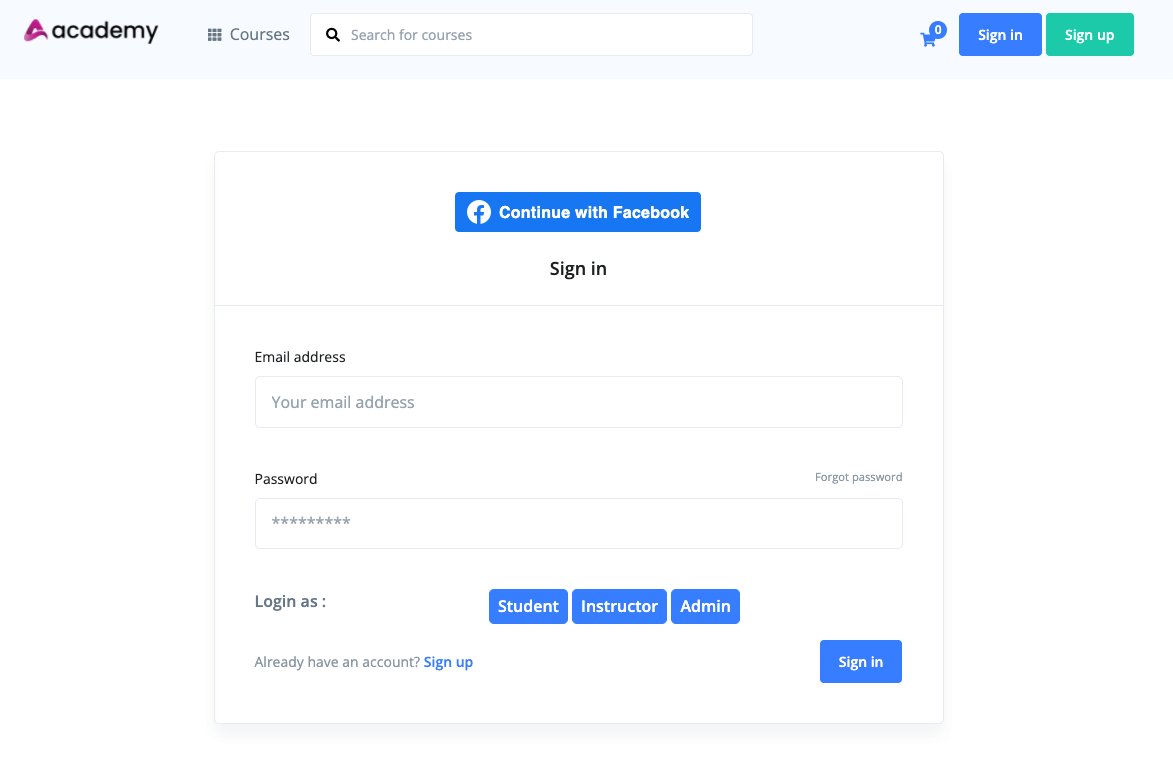 academy Courses Search for courses 0 Sign in Sign up
Continue with Facebook
Sign in
Email address
Your email address
Password Forgot password
*********
Login as : Student Instructor Admin
Already have an account? Sign up Sign in